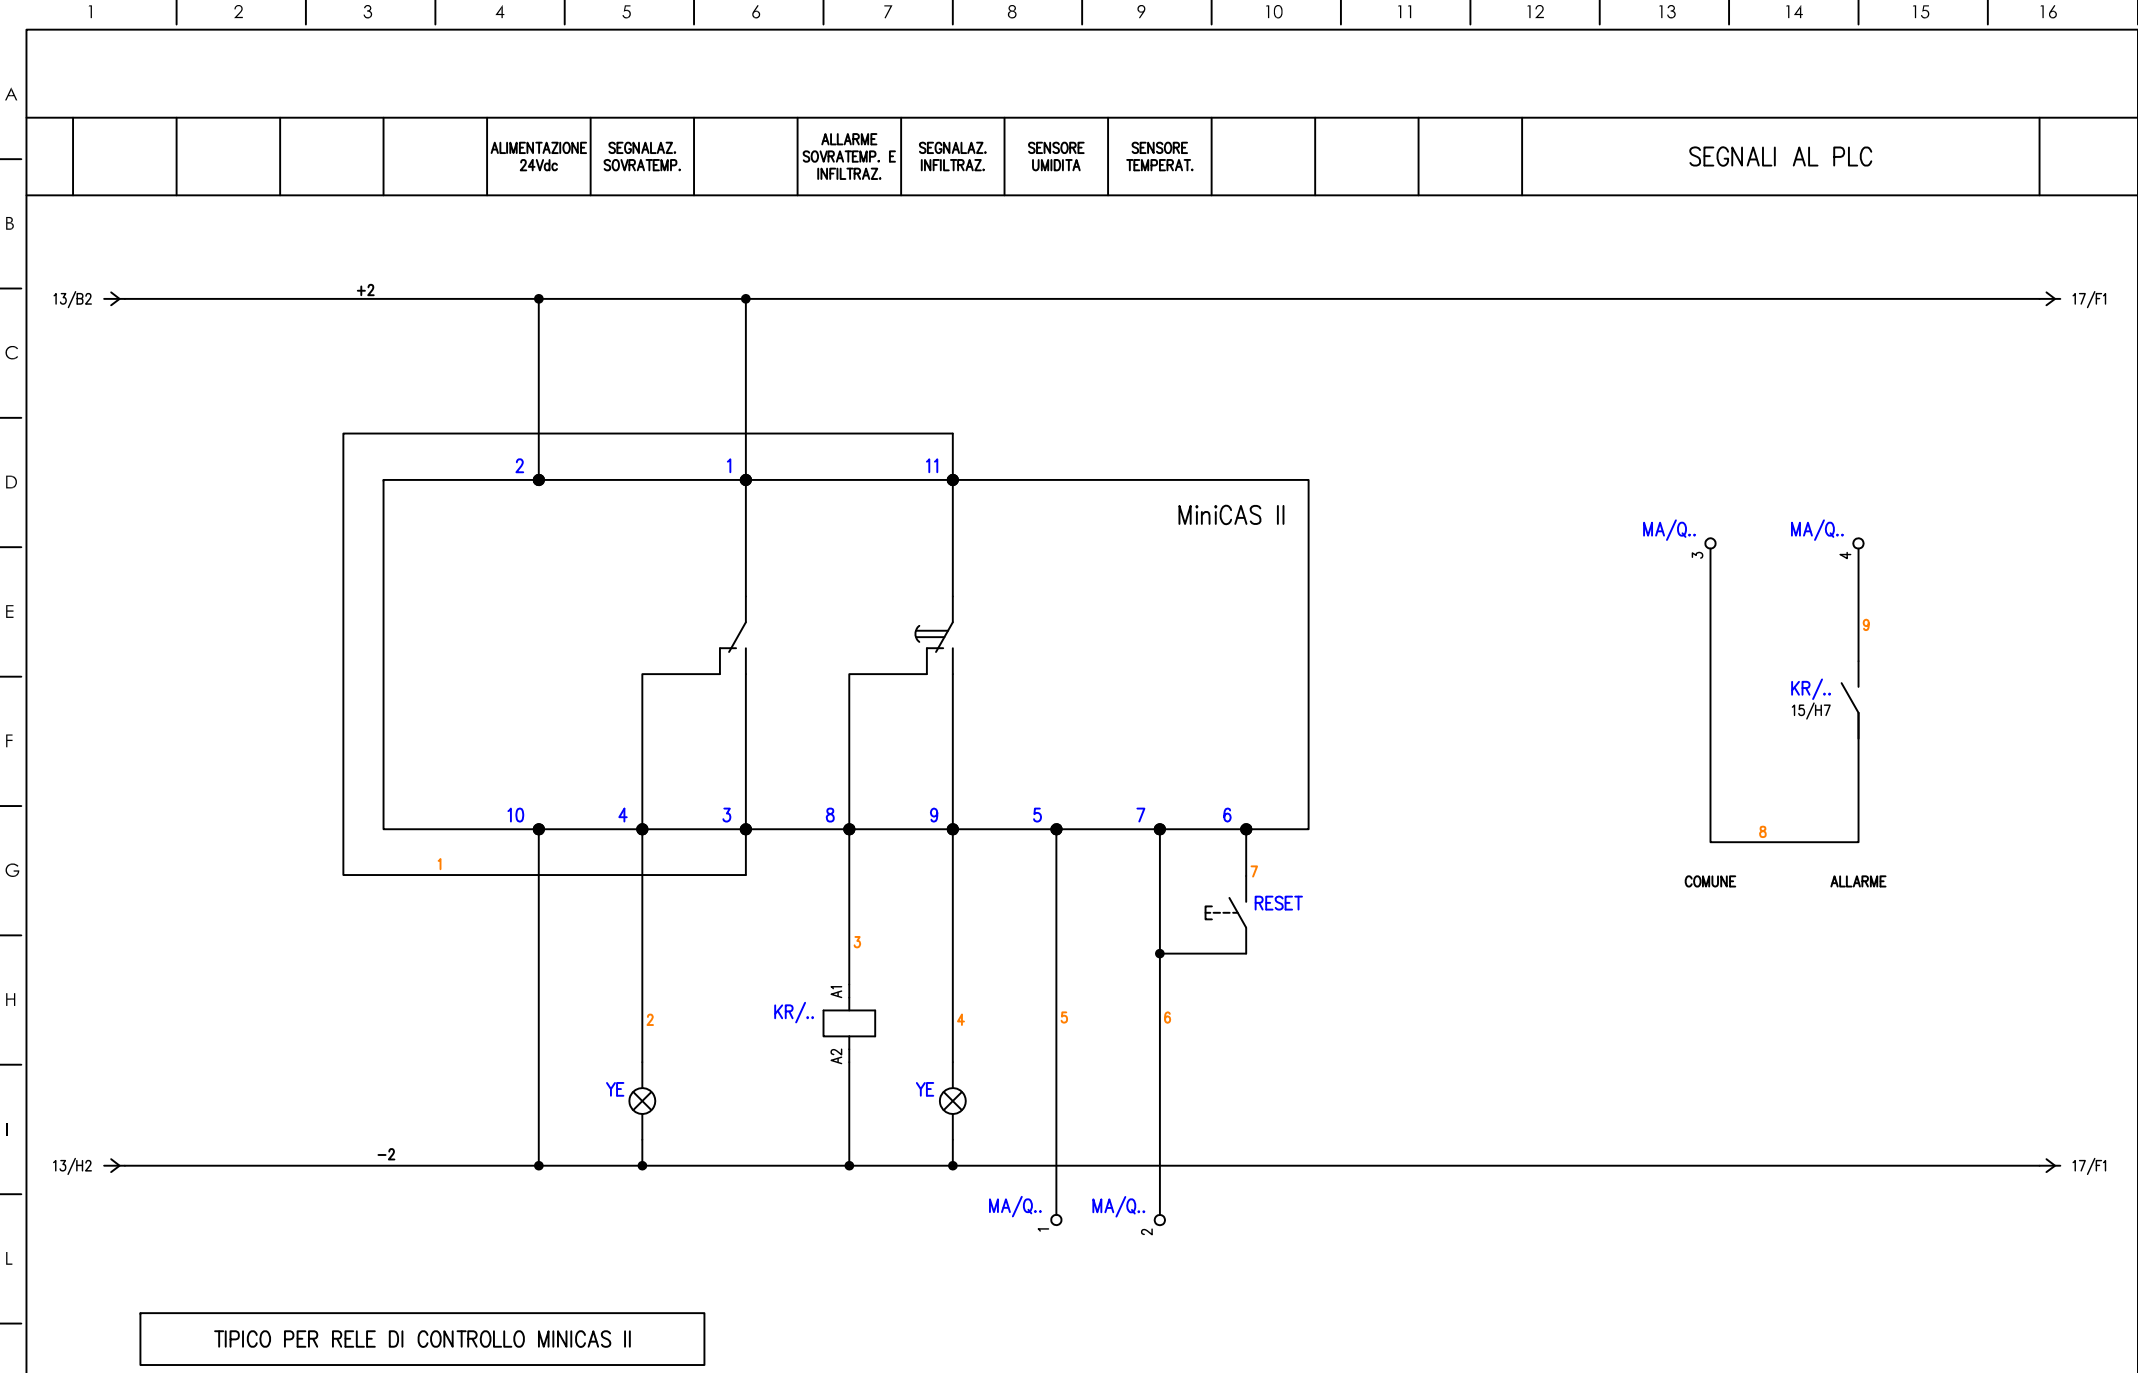 1 2 3 4 5 6 7 8 9 10 11 12 13 14 15 16
A
ALIMENTAZIONE
24Vdc
SEGNALAZ.
SOVRATEMP.
ALLARME
SOVRATEMP. E
INFILTRAZ.
SEGNALAZ.
INFILTRAZ.
SENSORE
UMIDITA
SENSORE
TEMPERAT.
SEGNALI AL PLC
B
13/B2
+2
17/F1
C
2
1
11
D
MiniCAS II
MA/Q..
3
MA/Q..
4
E
9
KR/..
15/H7
F
10
4
3
8
9
5
7
6
8
G
1
7
COMUNE
ALLARME
RESET
3
H
A1
KR/..
A2
2
4
5
6
YE
YE
I
13/H2
-2
17/F1
MA/Q..
1
MA/Q..
2
L
TIPICO PER RELE DI CONTROLLO MINICAS II